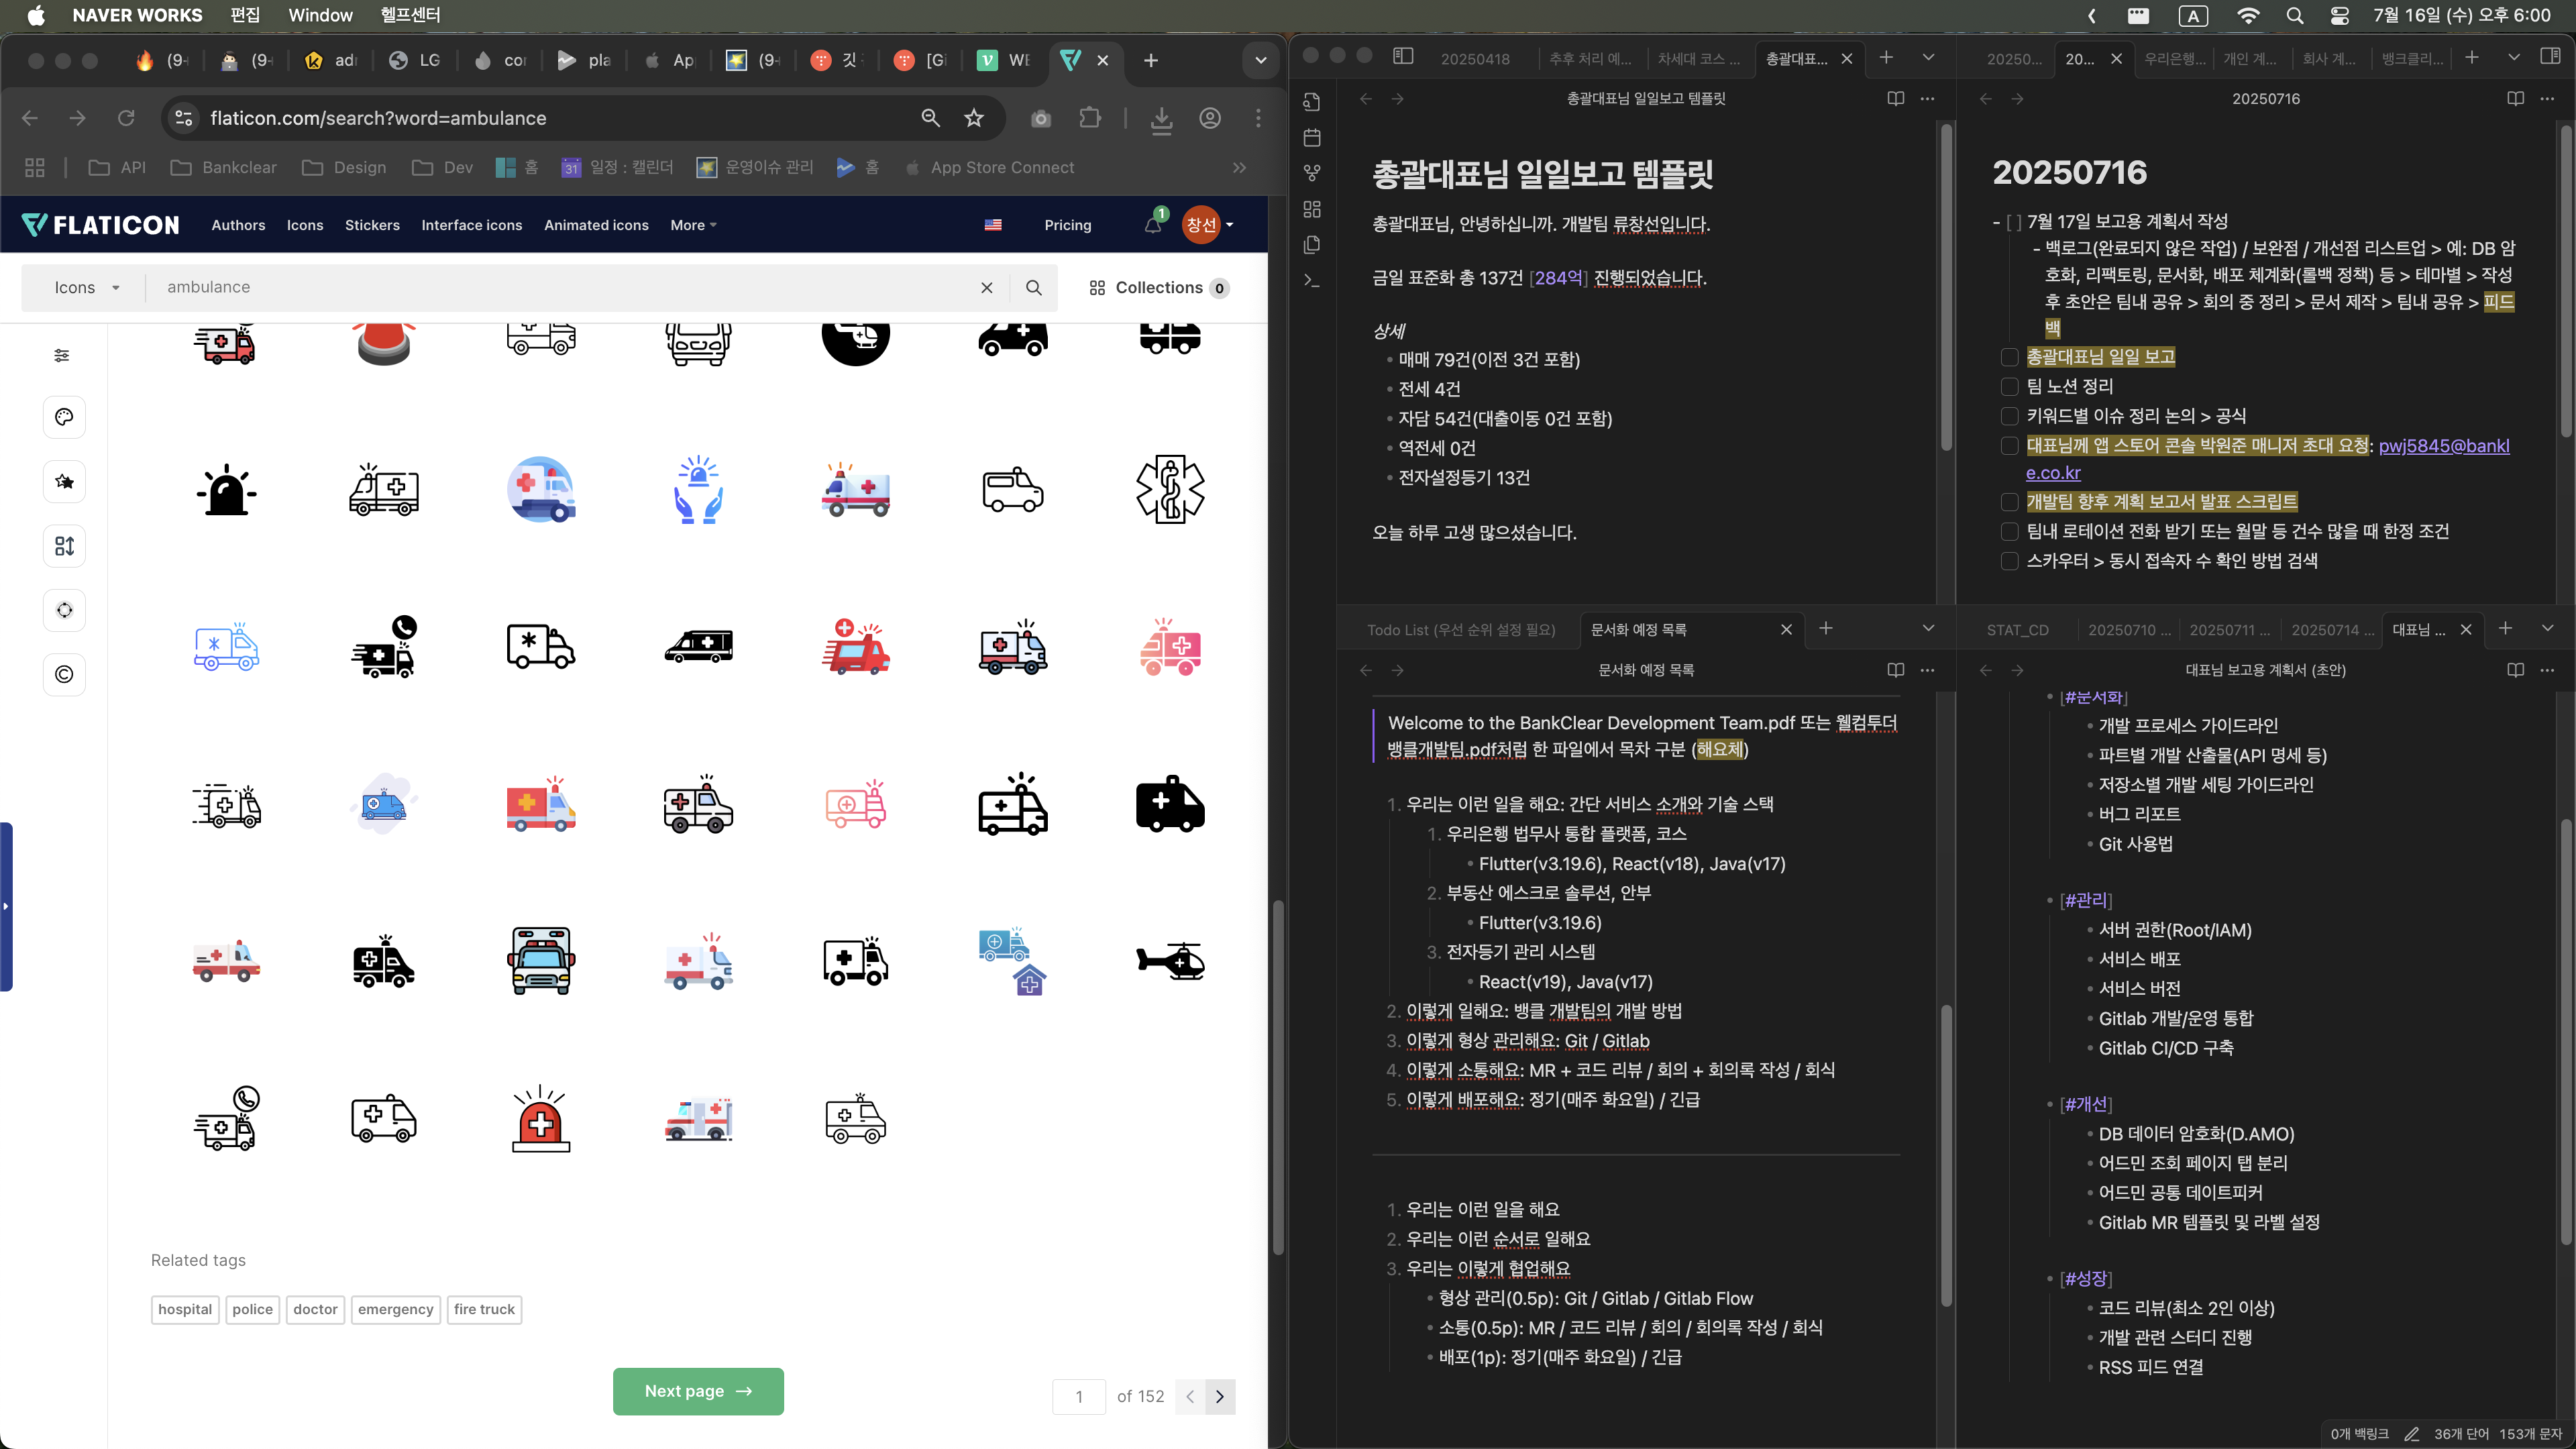 NAVER WORKS 편집 Window 헬프센터
A 7월 16일 (수) 오후 6:00
(9- (9- adr LG cor pla App (9- 깃 [Gi WE
flaticon.com/search?word=ambulance
API Bankclear Design Dev 홈 31 일정 : 캘린더 운영이슈 관리 홈 App Store Connect
FLATICON Authors Icons Stickers Interface icons Animated icons More Pricing 1 창선
Icons ambulance Collections 0
Related tags
hospital police doctor emergency fire truck
Next page →
1 of 152
20250418 추후 처리 예... 차세대 코스 ... 총괄대표...
총괄대표님 일일보고 템플릿
총괄대표님 일일보고 템플릿
총괄대표님, 안녕하십니까. 개발팀 류창선입니다.
금일 표준화 총 137건 [284억] 진행되었습니다.
상세
매매 79건(이전 3건 포함)
전세 4건
자담 54건(대출이동 0건 포함)
역전세 0건
전자설정등기 13건
오늘 하루 고생 많으셨습니다.
20250... 20... 우리은행... 개인 계... 회사 계... 뱅크클리...
20250716
20250716
- [ ] 7월 17일 보고용 계획서 작성
- 백로그(완료되지 않은 작업) / 보완점 / 개선점 리스트업 > 예: DB 암
호화, 리팩토링, 문서화, 배포 체계화(롤백 정책) 등 > 테마별 > 작성
후 초안은 팀내 공유 > 회의 중 정리 > 문서 제작 > 팀내 공유 > 피드
백
총괄대표님 일일 보고
팀 노션 정리
키워드별 이슈 정리 논의 > 공식
대표님께 앱 스토어 콘솔 박원준 매니저 초대 요청: pwj5845@bankl
e.co.kr
개발팀 향후 계획 보고서 발표 스크립트
팀내 로테이션 전화 받기 또는 월말 등 건수 많을 때 한정 조건
스카우터 > 동시 접속자 수 확인 방법 검색
Todo List (우선 순위 설정 필요) 문서화 예정 목록
문서화 예정 목록
Welcome to the BankClear Development Team.pdf 또는 웰컴투더
뱅클개발팀.pdf처럼 한 파일에서 목차 구분 (해요체)
1. 우리는 이런 일을 해요: 간단 서비스 소개와 기술 스택
1. 우리은행 법무사 통합 플랫폼, 코스
Flutter(v3.19.6), React(v18), Java(v17)
2. 부동산 에스크로 솔루션, 안부
Flutter(v3.19.6)
3. 전자등기 관리 시스템
React(v19), Java(v17)
2. 이렇게 일해요: 뱅클 개발팀의 개발 방법
3. 이렇게 형상 관리해요: Git / Gitlab
4. 이렇게 소통해요: MR + 코드 리뷰 / 회의 + 회의록 작성 / 회식
5. 이렇게 배포해요: 정기(매주 화요일) / 긴급
1. 우리는 이런 일을 해요
2. 우리는 이런 순서로 일해요
3. 우리는 이렇게 협업해요
형상 관리(0.5p): Git / Gitlab / Gitlab Flow
소통(0.5p): MR / 코드 리뷰 / 회의 / 회의록 작성 / 회식
배포(1p): 정기(매주 화요일) / 긴급
STAT_CD 20250710 ... 20250711 ... 20250714 ... 대표님 ...
대표님 보고용 계획서 (초안)
[#문서화]
개발 프로세스 가이드라인
파트별 개발 산출물(API 명세 등)
저장소별 개발 세팅 가이드라인
버그 리포트
Git 사용법
[#관리]
서버 권한(Root/IAM)
서비스 배포
서비스 버전
Gitlab 개발/운영 통합
Gitlab CI/CD 구축
[#개선]
DB 데이터 암호화(D.AMO)
어드민 조회 페이지 탭 분리
어드민 공통 데이트피커
Gitlab MR 템플릿 및 라벨 설정
[#성장]
코드 리뷰(최소 2인 이상)
개발 관련 스터디 진행
RSS 피드 연결
0개 백링크 36개 단어 153개 문자